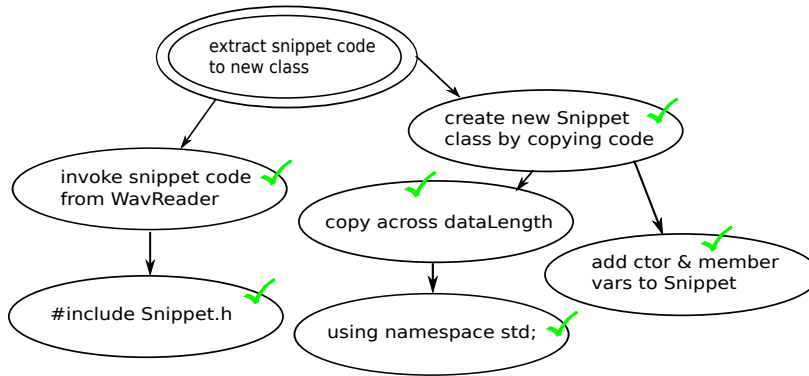 extract snippet code
to new class
create new Snippet
class by copying code
invoke snippet code
from WavReader
copy across dataLength
add ctor & member
vars to Snippet
#include Snippet.h
using namespace std;